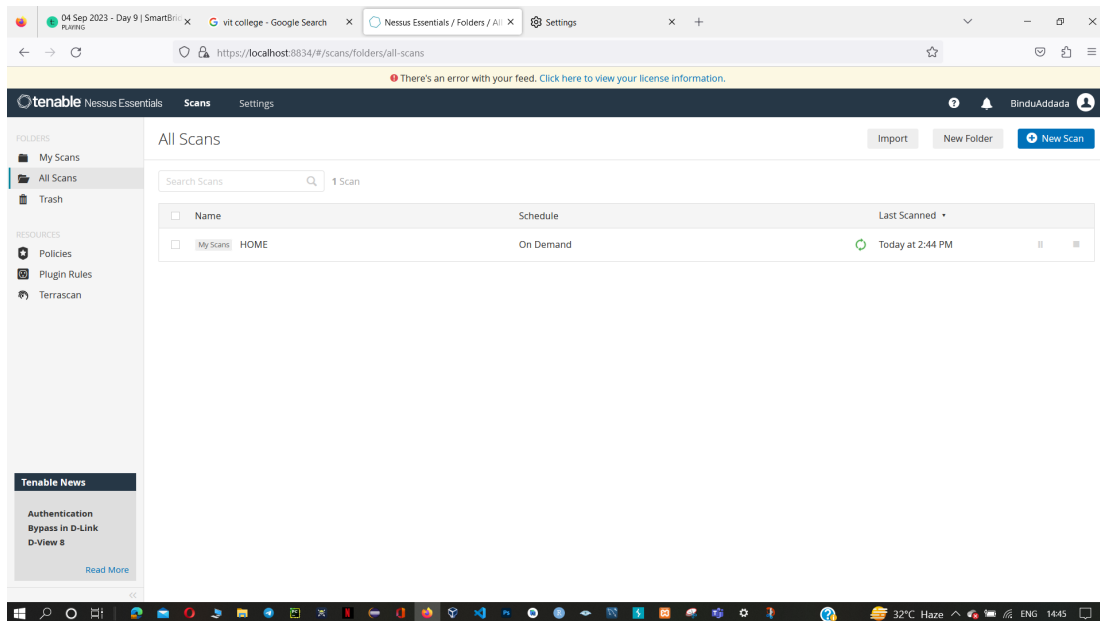 04 Sep 2023 - Day 9 | SmartBric
PLAYING
vit college - Google Search
Nessus Essentials / Folders / All
Settings
https://localhost:8834/#/scans/folders/all-scans
There's an error with your feed. Click here to view your license information.
tenable Nessus Essentials
Scans
Settings
BinduAddada
FOLDERS
My Scans
All Scans
Trash
RESOURCES
Policies
Plugin Rules
Terrascan
All Scans
Import
New Folder
New Scan
Search Scans
1 Scan
Name
Schedule
Last Scanned
My Scans
HOME
On Demand
Today at 2:44 PM
Tenable News
Authentication
Bypass in D-Link
D-View 8
Read More
32°C Haze
ENG
14:45